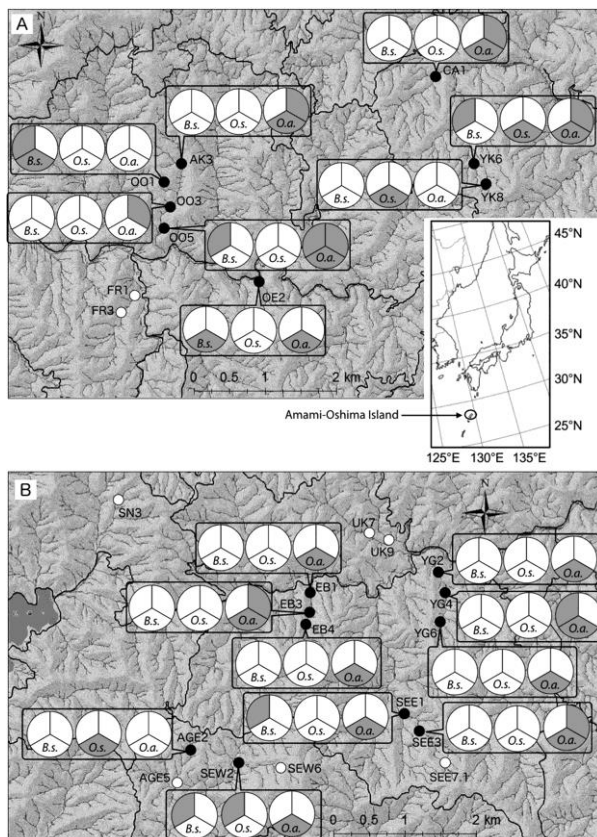 A
N
B.s. O.s. O.a.
CA1
B.s. O.s. O.a.
AK3
B.s. O.s. O.a.
YK6
B.s. O.s. O.a.
OO1
B.s. O.s. O.a.
YK8
B.s. O.s. O.a.
OO3
B.s. O.s. O.a.
OO5
OE2
B.s. O.s. O.a.
FR1
FR3
0 0.5 1 2 km
45°N
40°N
35°N
30°N
25°N
Amami-Oshima Island
125°E 130°E 135°E
B
N
SN3
UK7
UK9
B.s. O.s. O.a.
EB1
YG2
B.s. O.s. O.a.
B.s. O.s. O.a.
EB3
YG4
B.s. O.s. O.a.
EB4
YG6
B.s. O.s. O.a.
B.s. O.s. O.a.
B.s. O.s. O.a.
SEE1
SEE3
B.s. O.s. O.a.
B.s. O.s. O.a.
AGE2
SEW2
SEW6
SEE7.1
AGE5
B.s. O.s. O.a.
0 0.5 1 2 km